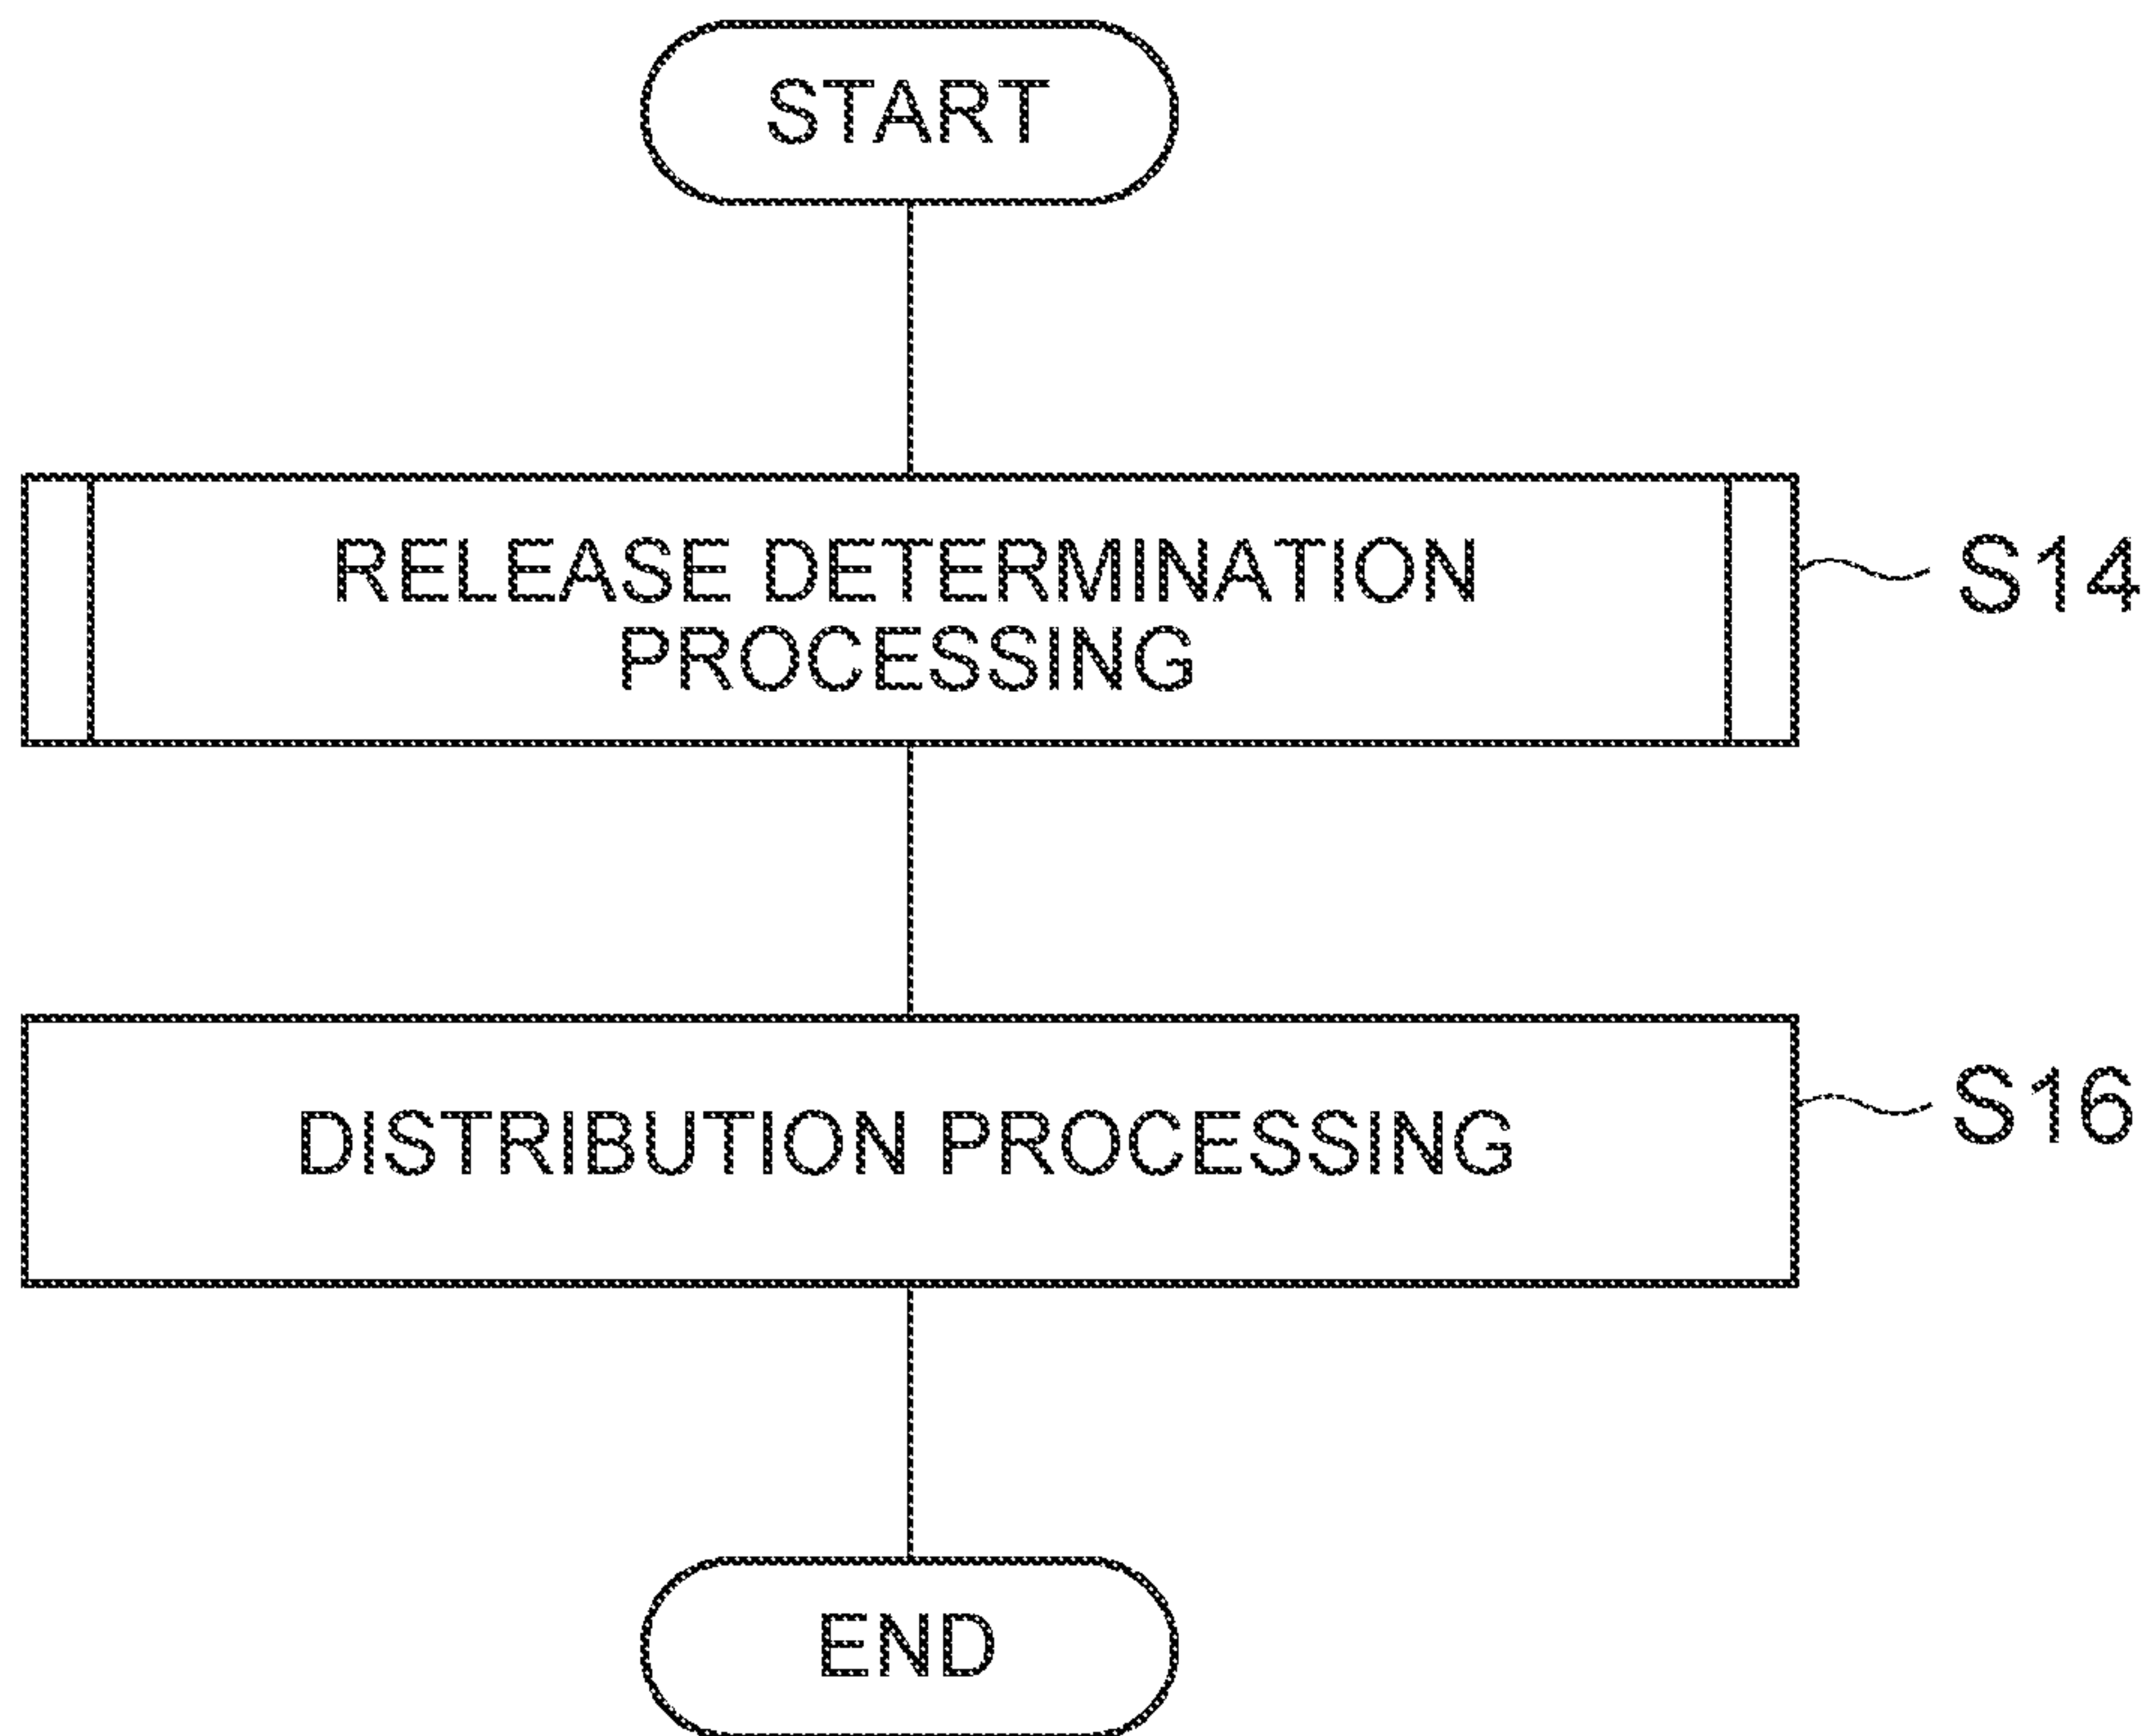 START
RELEASE DETERMINATION
PROCESSING
S14
DISTRIBUTION PROCESSING
S16
END